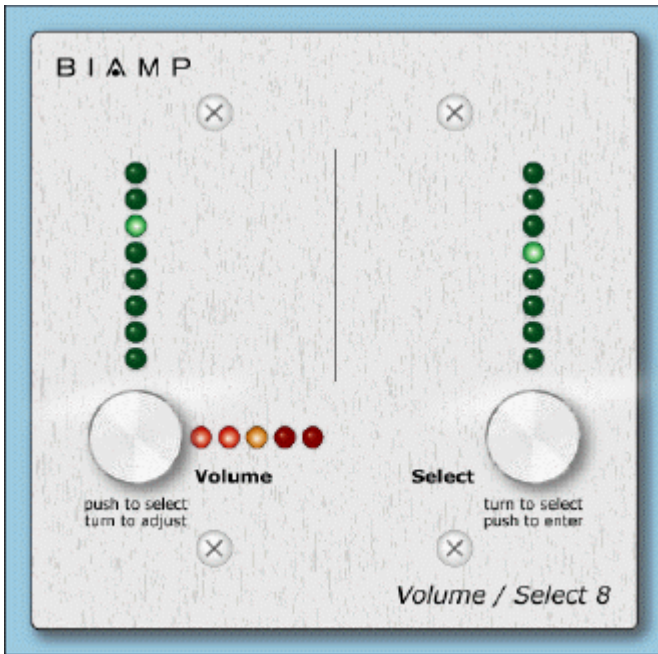 BIAMP
Volume
Select
push to select
turn to adjust
turn to select
push to enter
Volume / Select 8